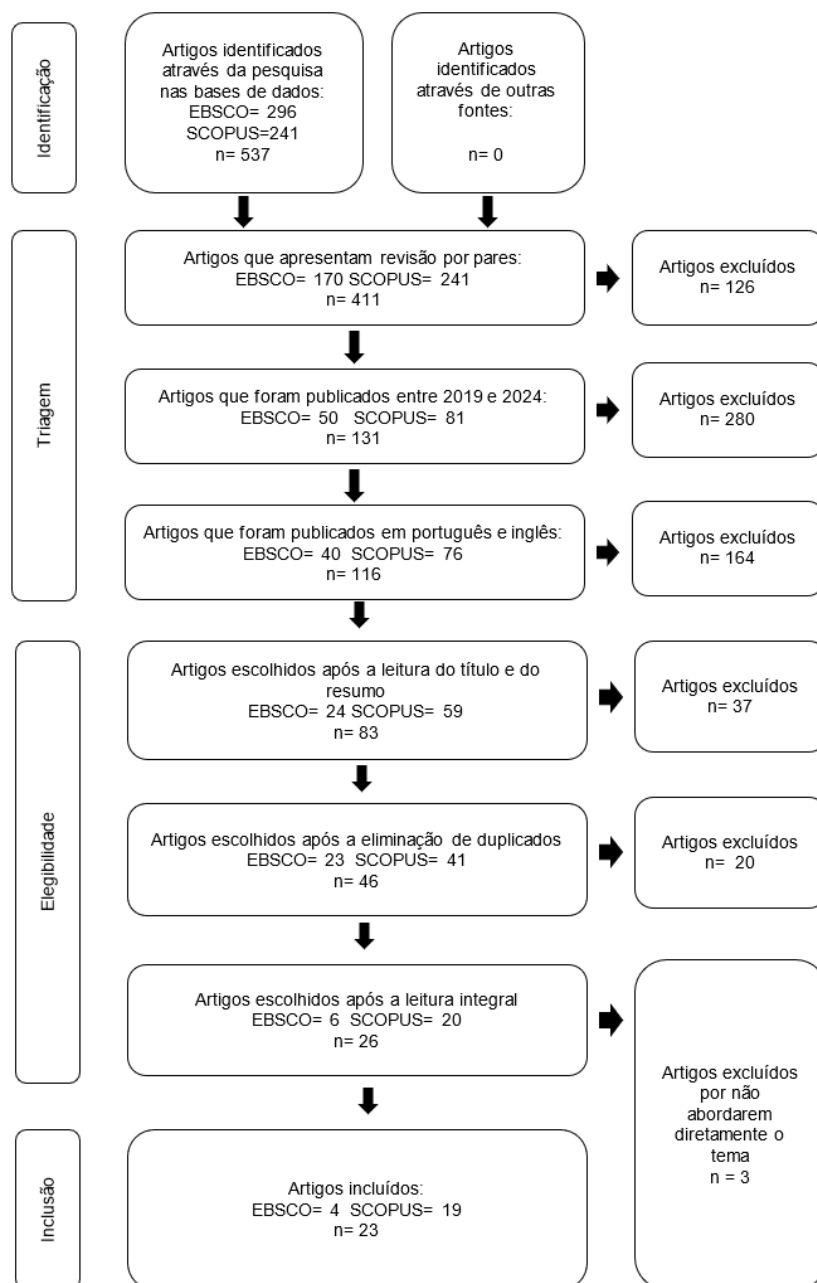 Identificação
Artigos identificados
através da pesquisa
nas bases de dados:
EBSCO= 296
SCOPUS=241
n= 537
Artigos
identificados
através de outras
fontes:
n= 0
Triagem
Artigos que apresentam revisão por pares:
EBSCO= 170 SCOPUS= 241
n= 411
Artigos excluídos
n= 126
Artigos que foram publicados entre 2019 e 2024:
EBSCO= 50 SCOPUS= 81
n= 131
Artigos excluídos
n= 280
Artigos que foram publicados em português e inglês:
EBSCO= 40 SCOPUS= 76
n= 116
Artigos excluídos
n= 164
Elegibilidade
Artigos escolhidos após a leitura do título e do
resumo
EBSCO= 24 SCOPUS= 59
n= 83
Artigos excluídos
n= 37
Artigos escolhidos após a eliminação de duplicados
EBSCO= 23 SCOPUS= 41
n= 46
Artigos excluídos
n= 20
Artigos escolhidos após a leitura integral
EBSCO= 6 SCOPUS= 20
n= 26
Artigos excluídos
por não
abordarem
diretamente o
tema
n = 3
Inclusão
Artigos incluídos:
EBSCO= 4 SCOPUS= 19
n= 23